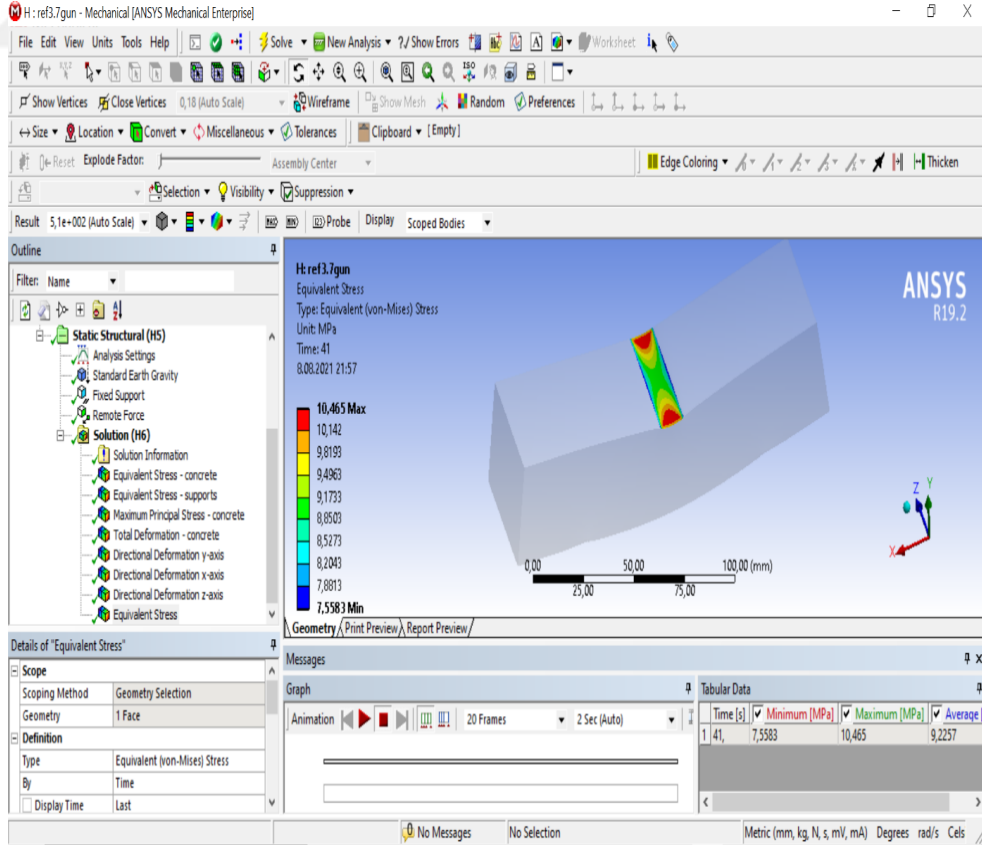 H : ref3.7gun - Mechanical [ANSYS Mechanical Enterprise]
File Edit View Units Tools Help Solve New Analysis ?/ Show Errors A Worksheet
ISO
Show Vertices Close Vertices 0,18 (Auto Scale) Wireframe Show Mesh Random Preferences
Size Location Convert Miscellaneous Tolerances Clipboard [Empty]
Reset Explode Factor: Assembly Center Edge Coloring Thicken
Selection Visibility Suppression
Result 5,1e+002 (Auto Scale) Probe Display Scoped Bodies
Outline
Filter: Name
Static Structural (H5)
Analysis Settings
Standard Earth Gravity
Fixed Support
Remote Force
Solution (H6)
Solution Information
Equivalent Stress - concrete
Equivalent Stress - supports
Maximum Principal Stress - concrete
Total Deformation - concrete
Directional Deformation y-axis
Directional Deformation x-axis
Directional Deformation z-axis
Equivalent Stress
H: ref3.7gun
Equivalent Stress
Type: Equivalent (von-Mises) Stress
Unit: MPa
Time: 41
8.08.2021 21:57
10,465 Max
10,142
9,8193
9,4963
9,1733
8,8503
8,5273
8,2043
7,8813
7,5583 Min
ANSYS
R19.2
Z Y
X
0,00 50,00 100,00 (mm)
25,00 75,00
Geometry Print Preview Report Preview
Details of "Equivalent Stress"
Scope
Scoping Method Geometry Selection
Geometry 1 Face
Definition
Type Equivalent (von-Mises) Stress
By Time
Display Time Last
Messages
Graph
Animation 20 Frames 2 Sec (Auto)
Tabular Data
Time [s] Minimum [MPa] Maximum [MPa] Average
1 41, 7,5583 10,465 9,2257
0 No Messages No Selection Metric (mm, kg, N, s, mV, mA) Degrees rad/s Cels